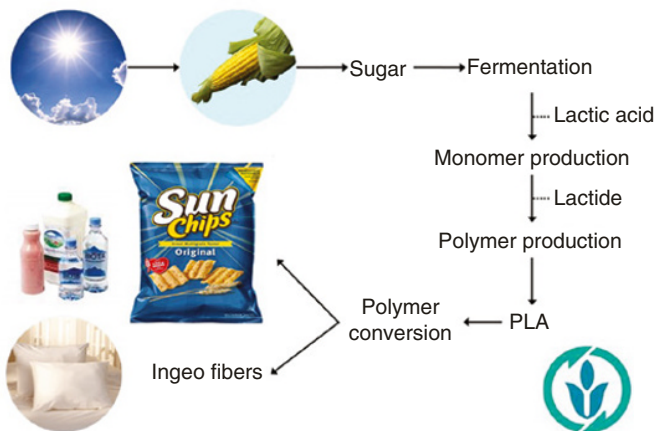 Sugar
Fermentation
Lactic acid
Monomer production
Lactide
Polymer production
PLA
Polymer
conversion
Ingeo fibers
Sun
Chips
Original